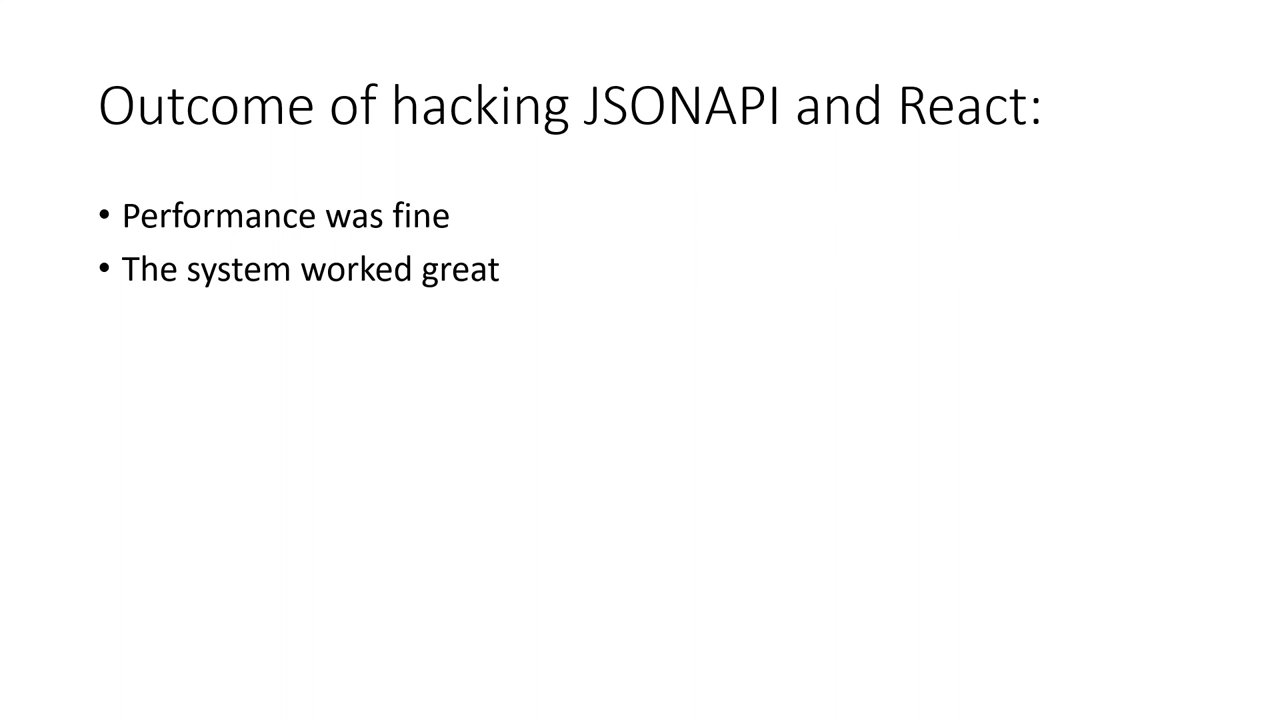 Outcome of hacking JSONAPI and React:
• Performance was fine
• The system worked great